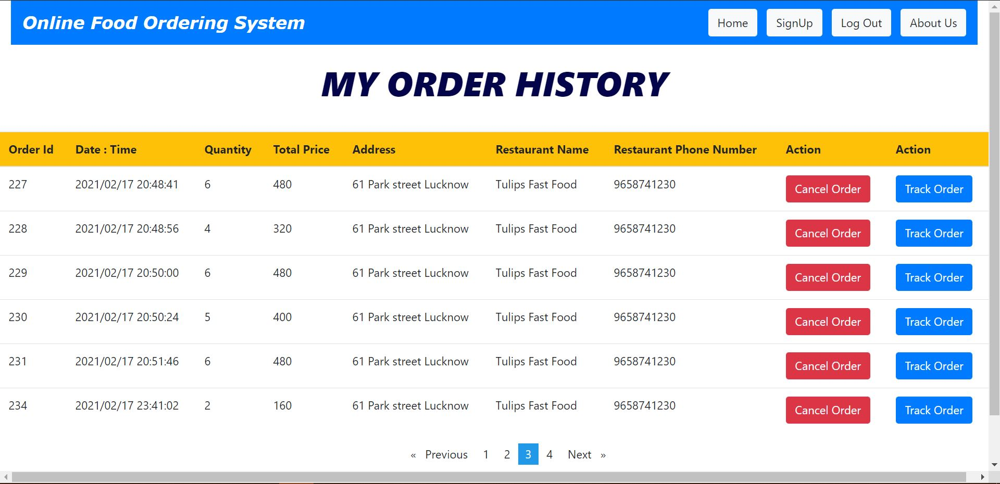 Online Food Ordering System Home SignUp Log Out About Us
MY ORDER HISTORY
Order Id Date : Time Quantity Total Price Address Restaurant Name Restaurant Phone Number Action Action
227 2021/02/17 20:48:41 6 480 61 Park street Lucknow Tulips Fast Food 9658741230 Cancel Order Track Order
228 2021/02/17 20:48:56 4 320 61 Park street Lucknow Tulips Fast Food 9658741230 Cancel Order Track Order
229 2021/02/17 20:50:00 6 480 61 Park street Lucknow Tulips Fast Food 9658741230 Cancel Order Track Order
230 2021/02/17 20:50:24 5 400 61 Park street Lucknow Tulips Fast Food 9658741230 Cancel Order Track Order
231 2021/02/17 20:51:46 6 480 61 Park street Lucknow Tulips Fast Food 9658741230 Cancel Order Track Order
234 2021/02/17 23:41:02 2 160 61 Park street Lucknow Tulips Fast Food 9658741230 Cancel Order Track Order
« Previous 1 2 3 4 Next »